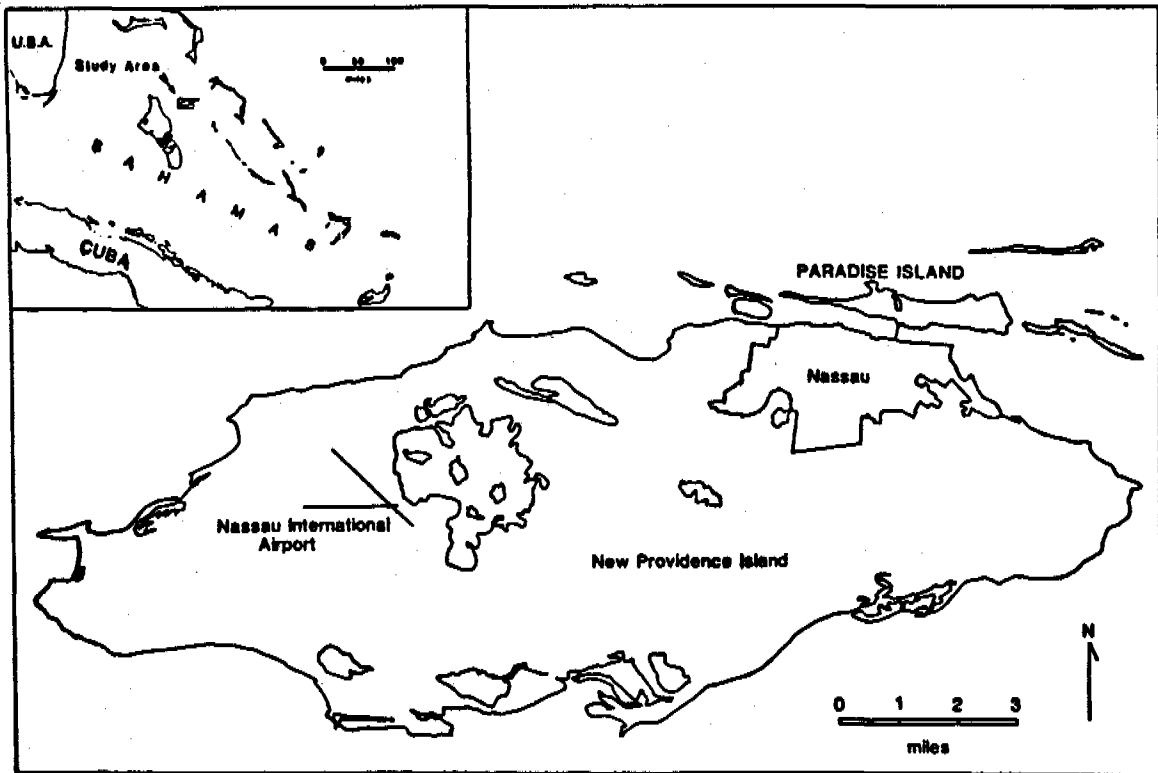 U.S.A.
Study Area
0 50 100
miles
BAHAMAS
CUBA
PARADISE ISLAND
Nassau
Nassau International
Airport
New Providence Island
N
0 1 2 3
miles